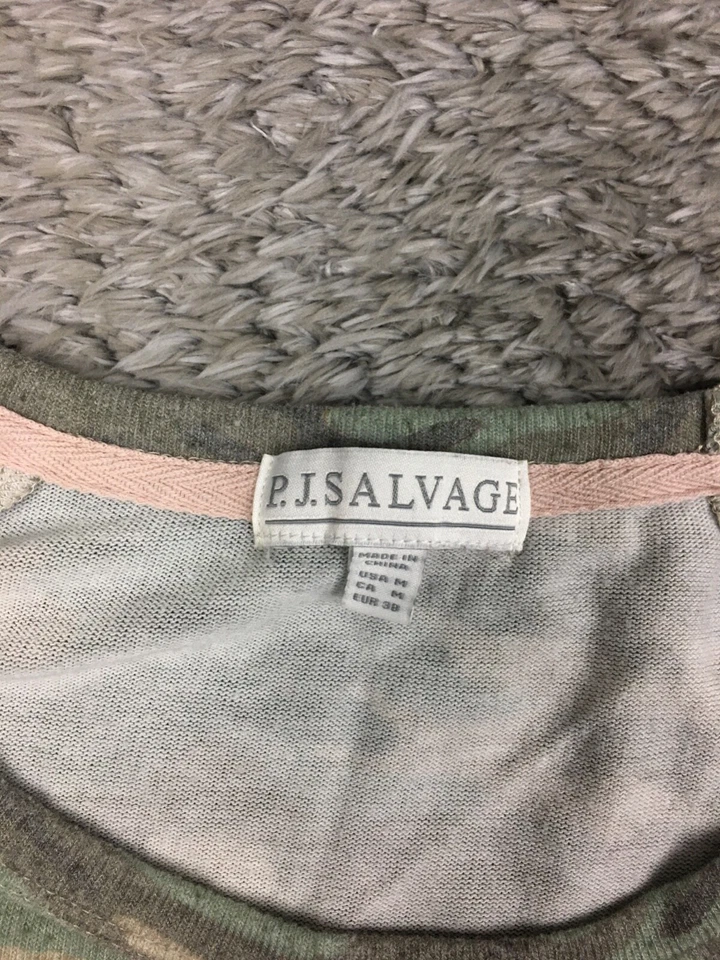 P.J.SALVAGE
MADE IN
CHINA
USA M
CA M
EUR 38